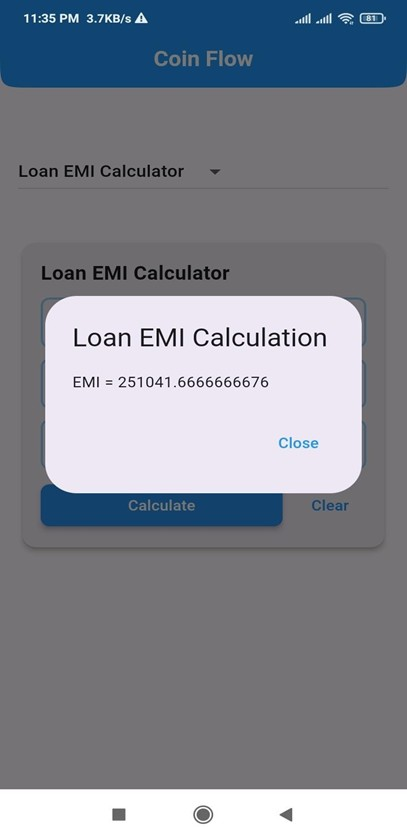 11:35 PM 3.7KB/s 81
Coin Flow
Loan EMI Calculator
Loan EMI Calculator
Loan EMI Calculation
EMI = 251041.6666666676
Close
Calculate Clear